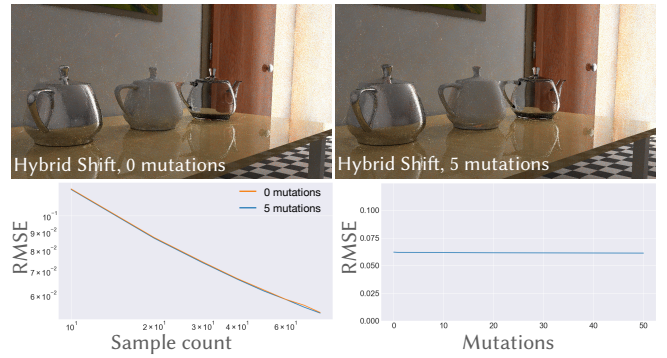 Hybrid Shift, 0 mutations
Hybrid Shift, 5 mutations
RMSE
10⁻¹
9 × 10⁻²
8 × 10⁻²
7 × 10⁻²
6 × 10⁻²
0 mutations
5 mutations
10¹
2 × 10¹
3 × 10¹
4 × 10¹
6 × 10¹
Sample count
RMSE
0.100
0.075
0.050
0.025
0.000
0
10
20
30
40
50
Mutations